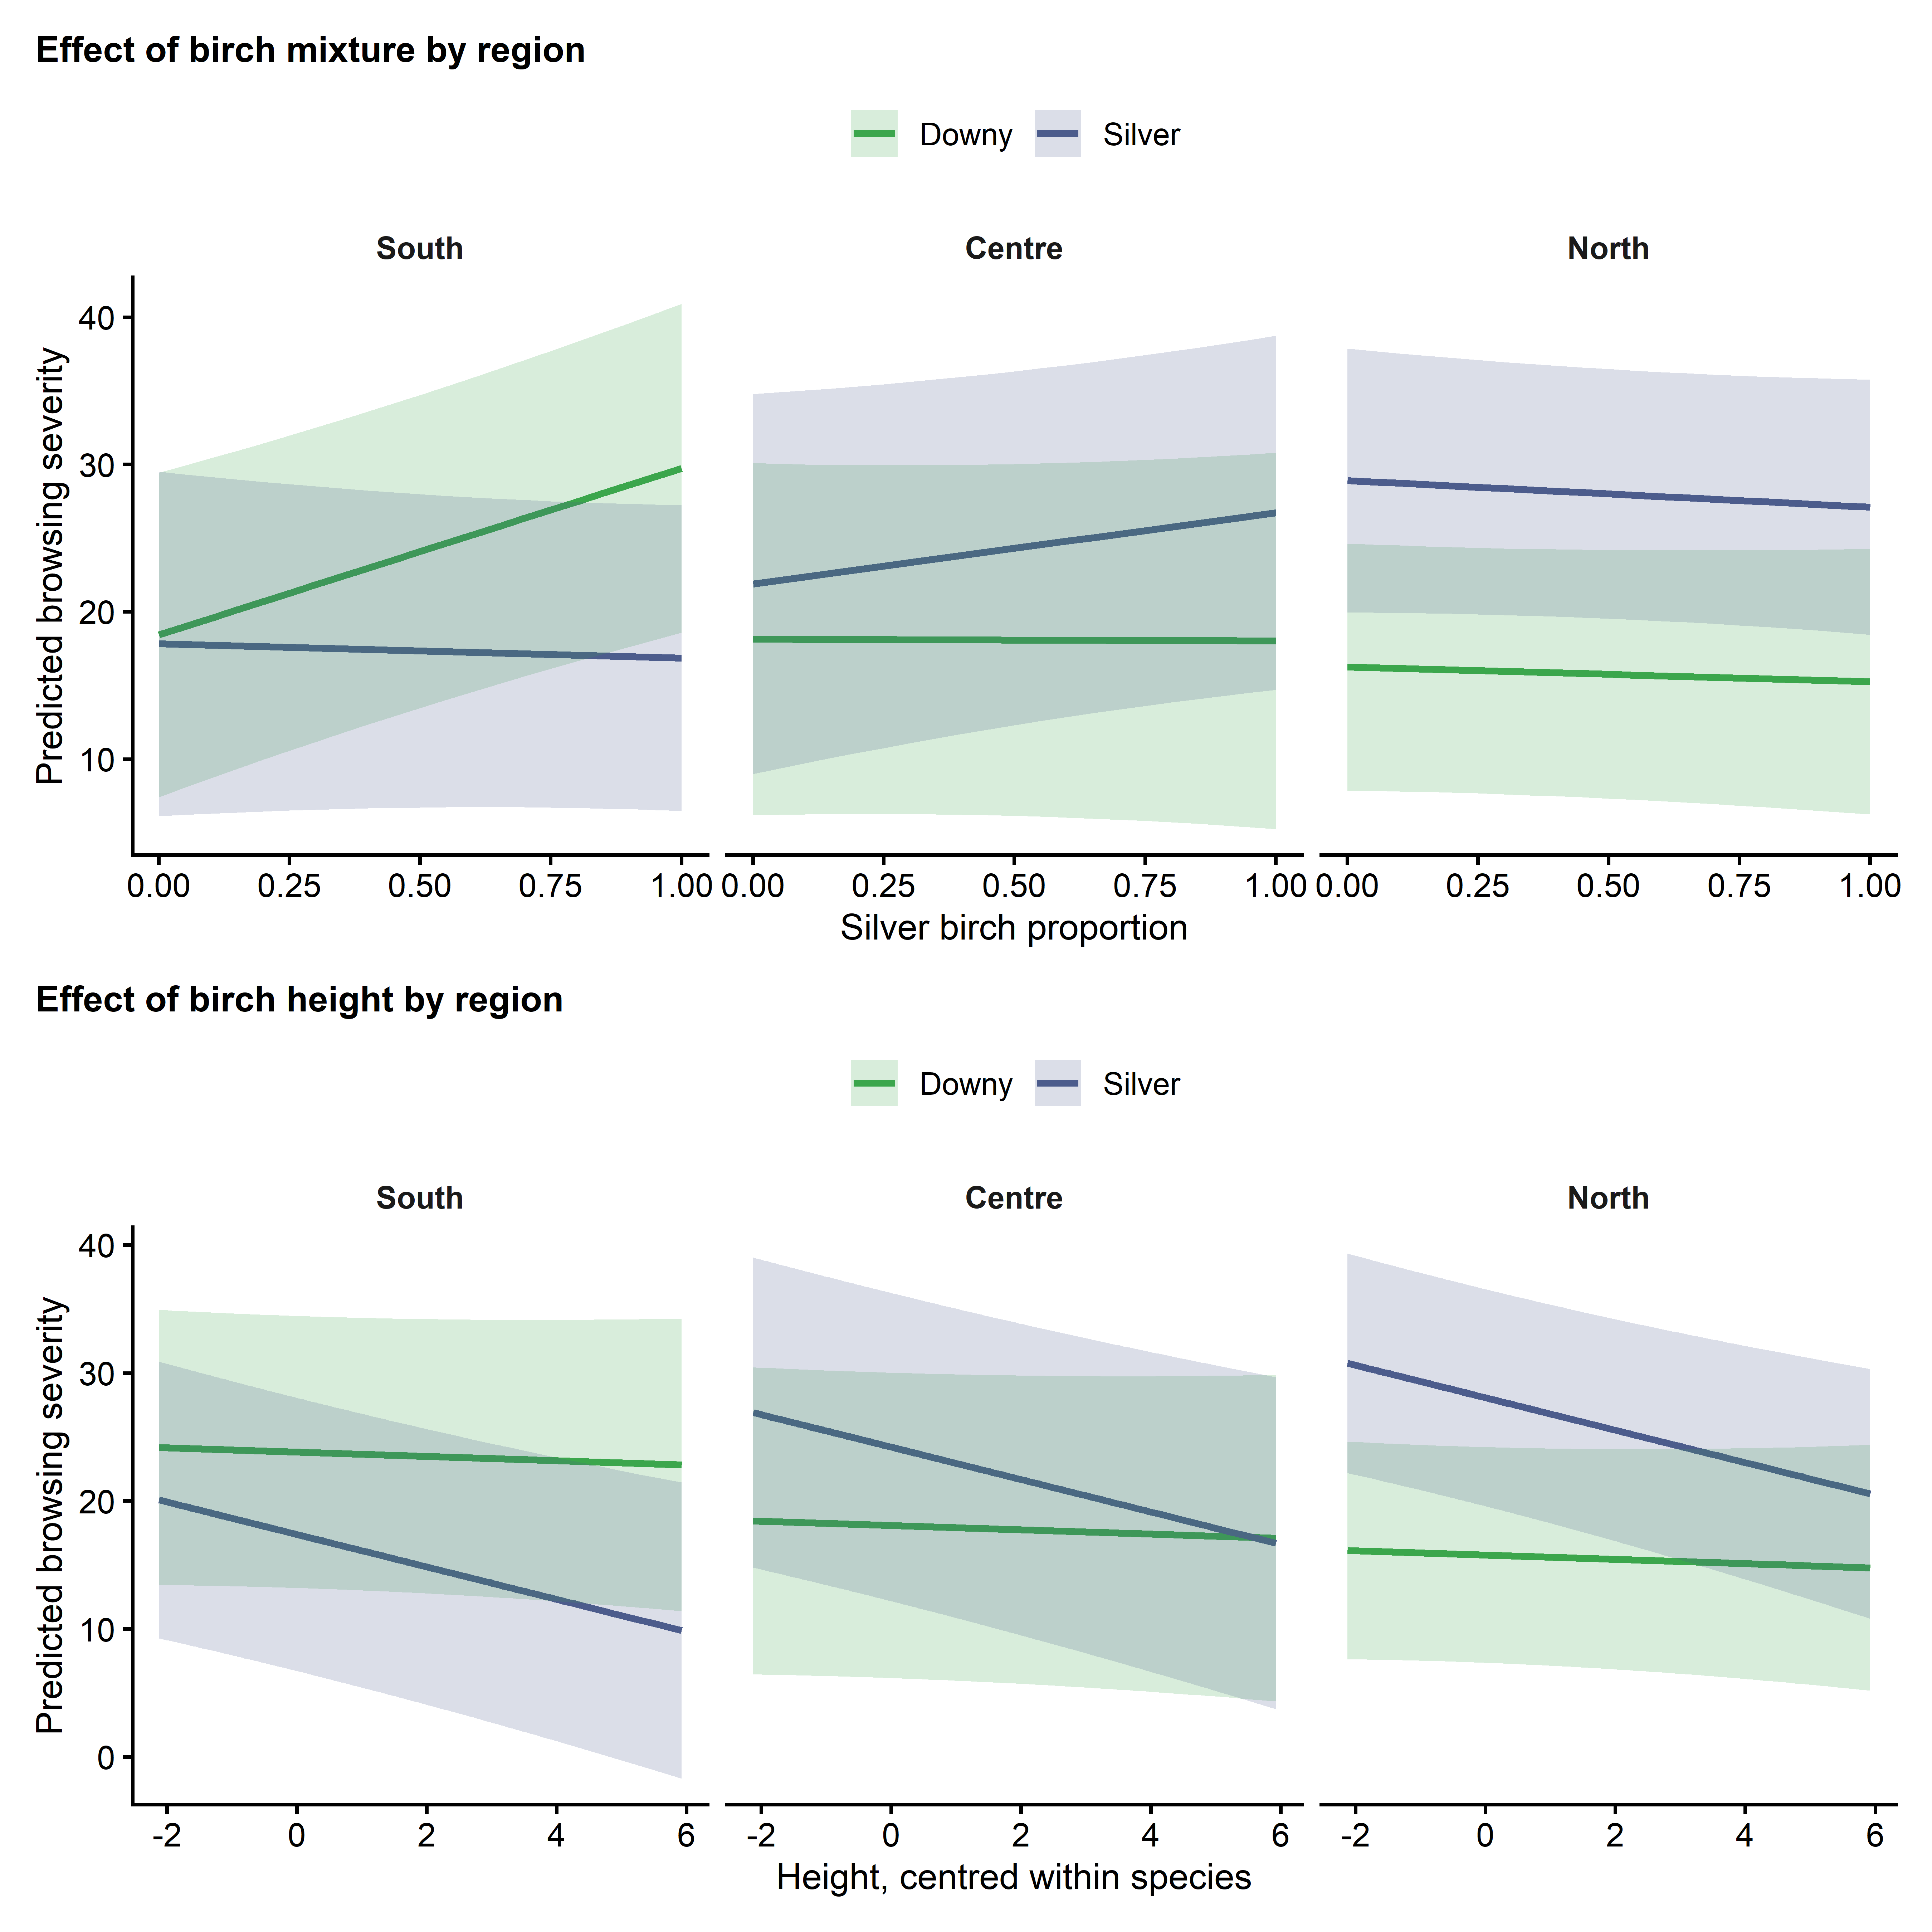 Effect of birch mixture by region
Downy Silver
South Centre North
Predicted browsing severity
40
30
20
10
0.00 0.25 0.50 0.75 1.00 0.00 0.25 0.50 0.75 1.00 0.00 0.25 0.50 0.75 1.00
Silver birch proportion
Effect of birch height by region
Downy Silver
South Centre North
Predicted browsing severity
40
30
20
10
0
-2 0 2 4 6 -2 0 2 4 6 -2 0 2 4 6
Height, centred within species